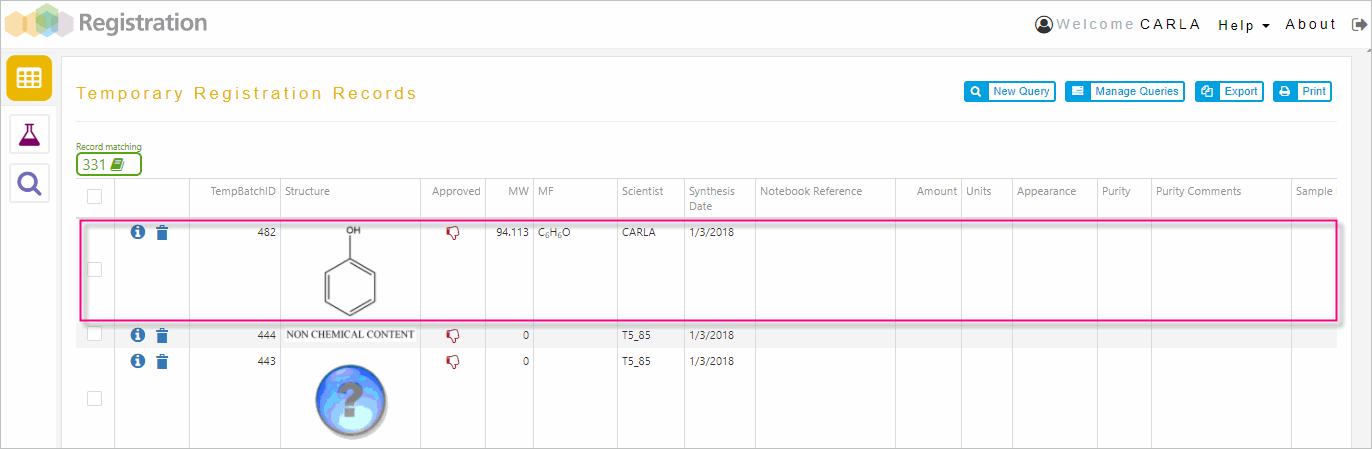 Registration
Welcome CARLA Help About
Temporary Registration Records
New Query Manage Queries Export Print
Record matching
331
TempBatchID Structure Approved MW MF Scientist Synthesis Date Notebook Reference Amount Units Appearance Purity Purity Comments Sample
482 OH 94.113 C₆H₆O CARLA 1/3/2018
444 NON CHEMICAL CONTENT 0 T5_85 1/3/2018
443 ? 0 T5_85 1/3/2018